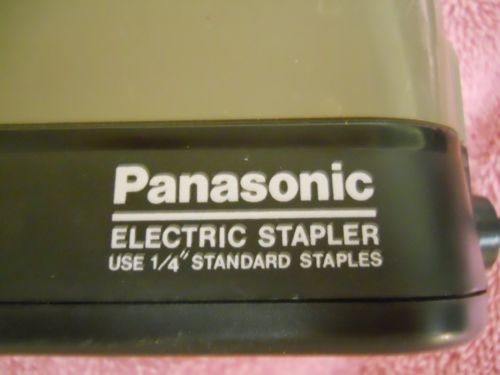 Panasonic
ELECTRIC STAPLER
USE 1/4" STANDARD STAPLES